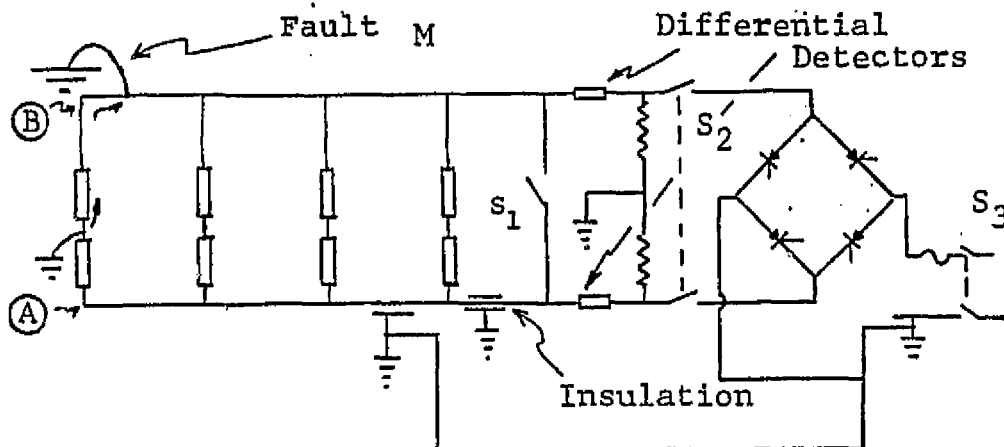 Fault M
Differential
Detectors
B
S2
S1
S3
A
Insulation